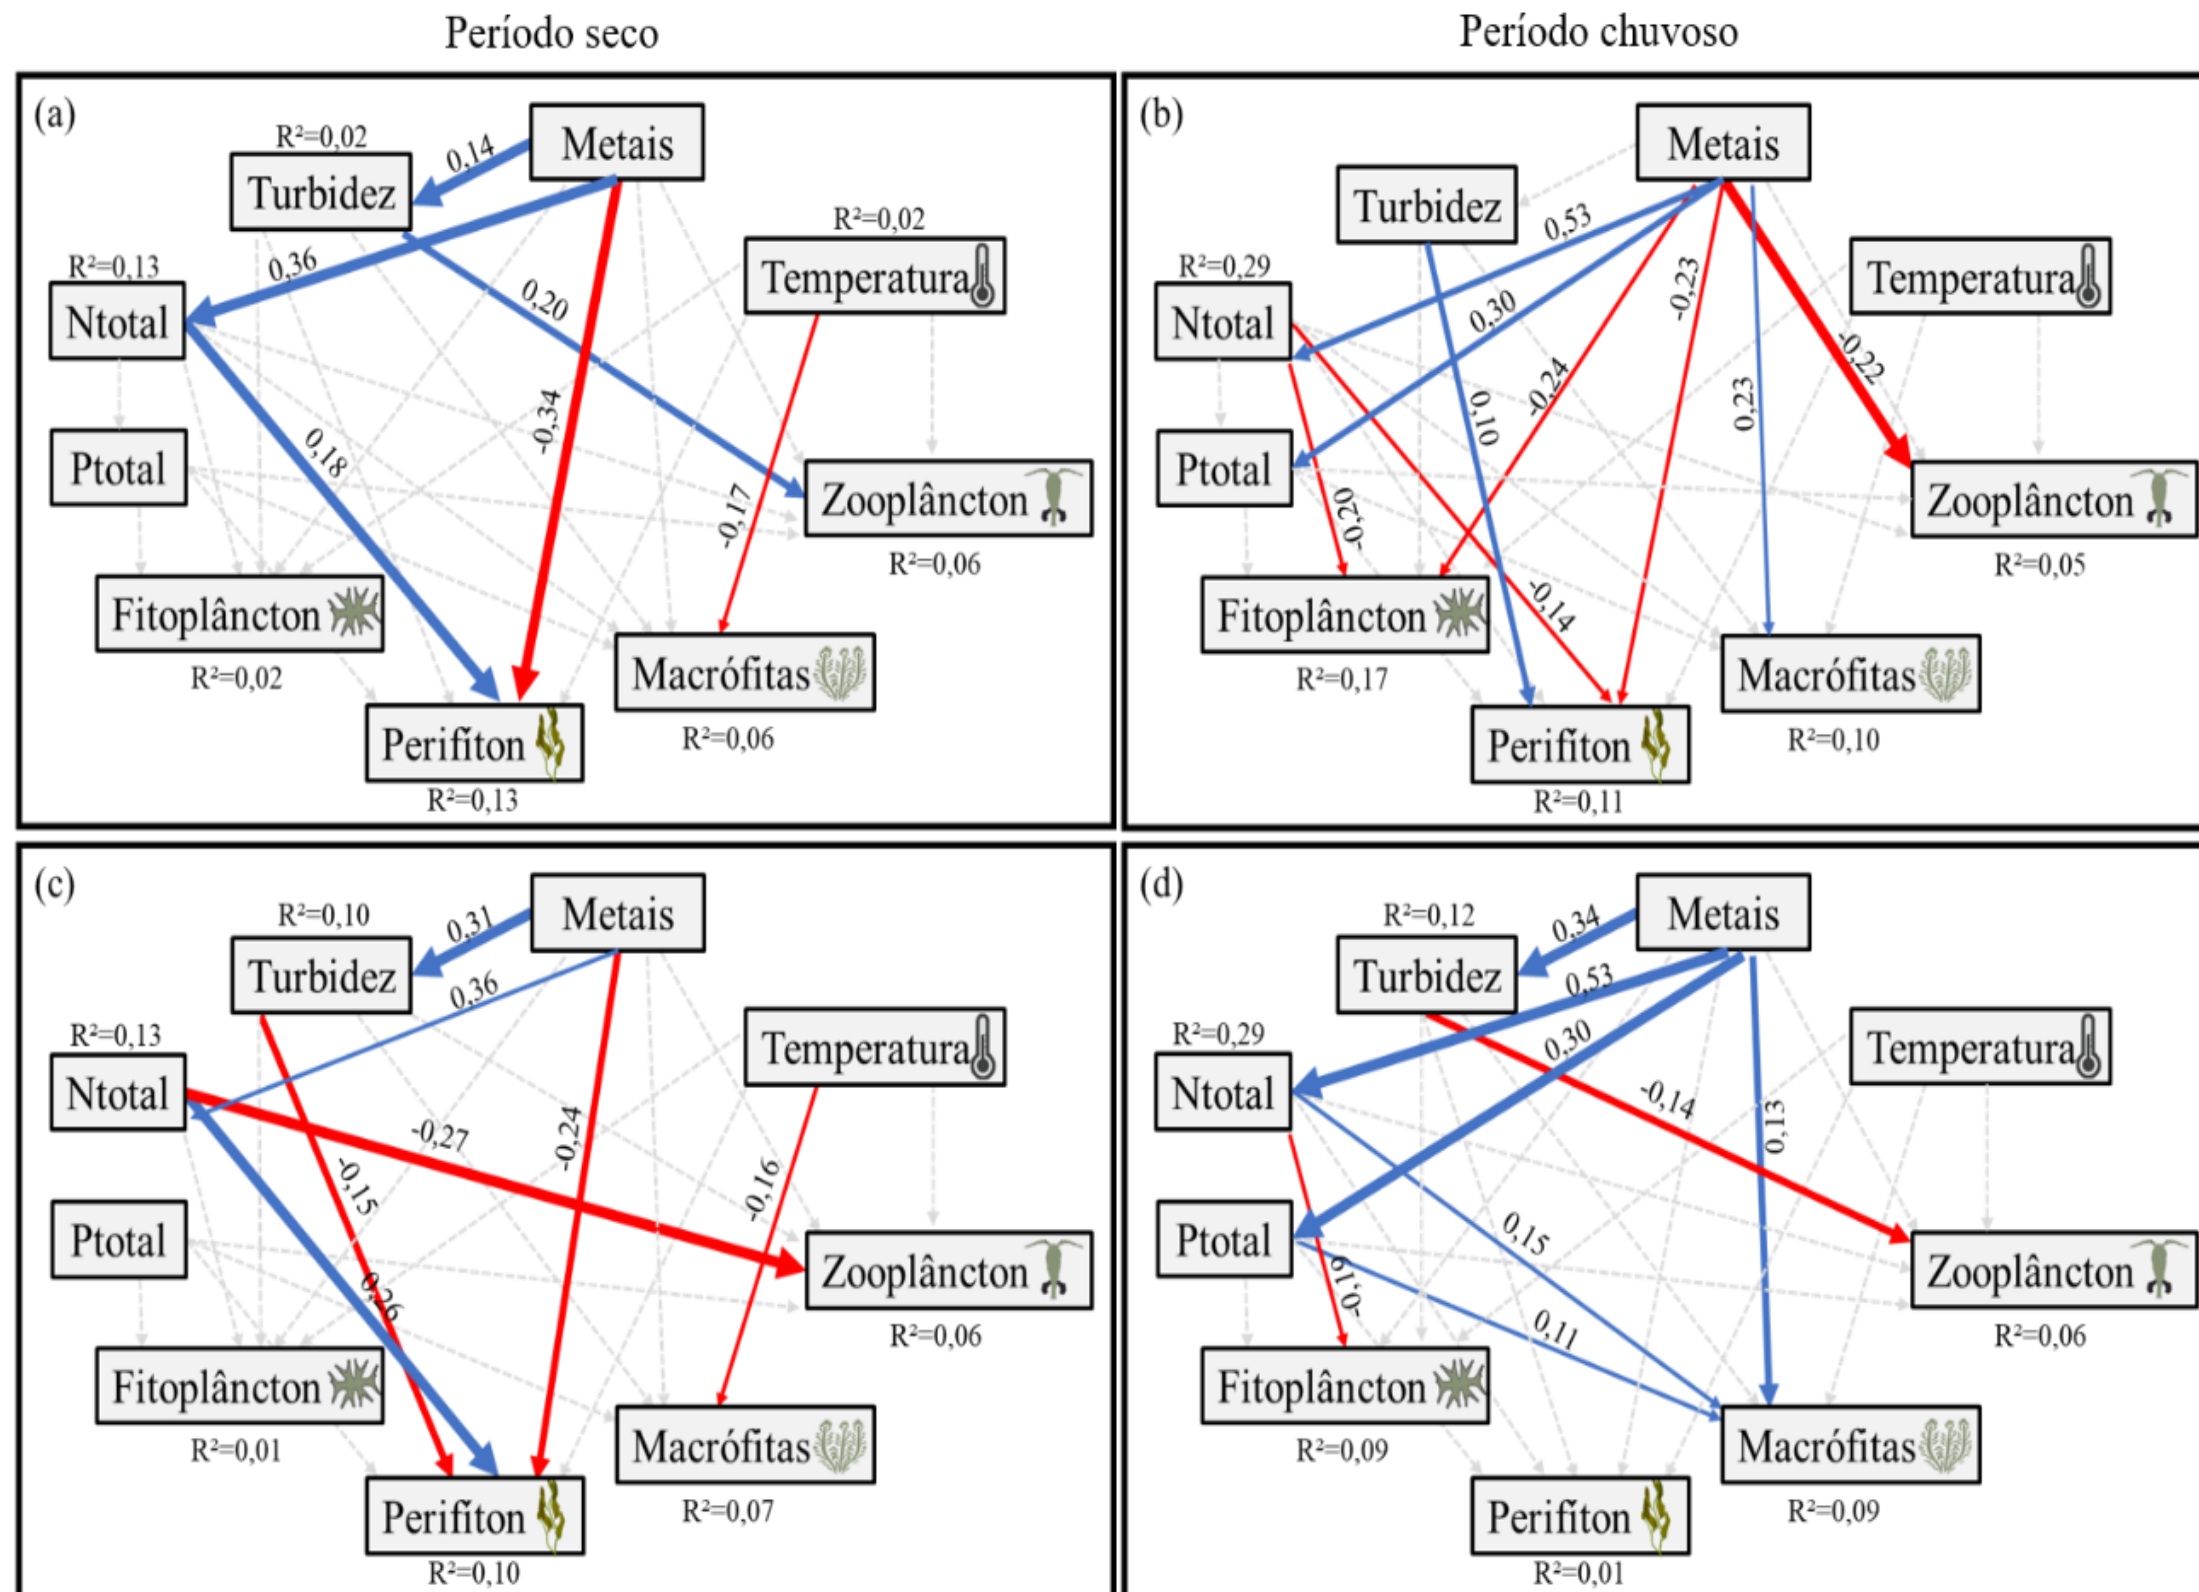 Período seco
Período chuvoso
(a)
R²=0,02
Metais
0,14
Turbidez
R²=0,02
Temperatura
R²=0,13
0,36
0,20
Ntotal
0,18
-0,34
Ptotal
-0,17
Zooplâncton
R²=0,06
Fitoplâncton
R²=0,02
Macrófitas
R²=0,06
Perifíton
R²=0,13
(b)
Metais
Turbidez
0,53
R²=0,29
Temperatura
Ntotal
0,30
-0,23
-0,22
-0,24
0,23
0,10
Ptotal
-0,20
Zooplâncton
R²=0,05
-0,14
Fitoplâncton
R²=0,17
Macrófitas
R²=0,10
Perifíton
R²=0,11
(c)
R²=0,10
Metais
0,31
Turbidez
0,36
R²=0,13
Temperatura
Ntotal
-0,27
-0,24
-0,15
-0,16
Ptotal
0,26
Zooplâncton
R²=0,06
Fitoplâncton
R²=0,01
Macrófitas
R²=0,07
Perifíton
R²=0,10
(d)
R²=0,12
Metais
0,34
Turbidez
0,53
R²=0,29
0,30
Temperatura
Ntotal
-0,14
0,13
Ptotal
0,15
-0,19
0,11
Zooplâncton
R²=0,06
Fitoplâncton
R²=0,09
Macrófitas
R²=0,09
Perifíton
R²=0,01